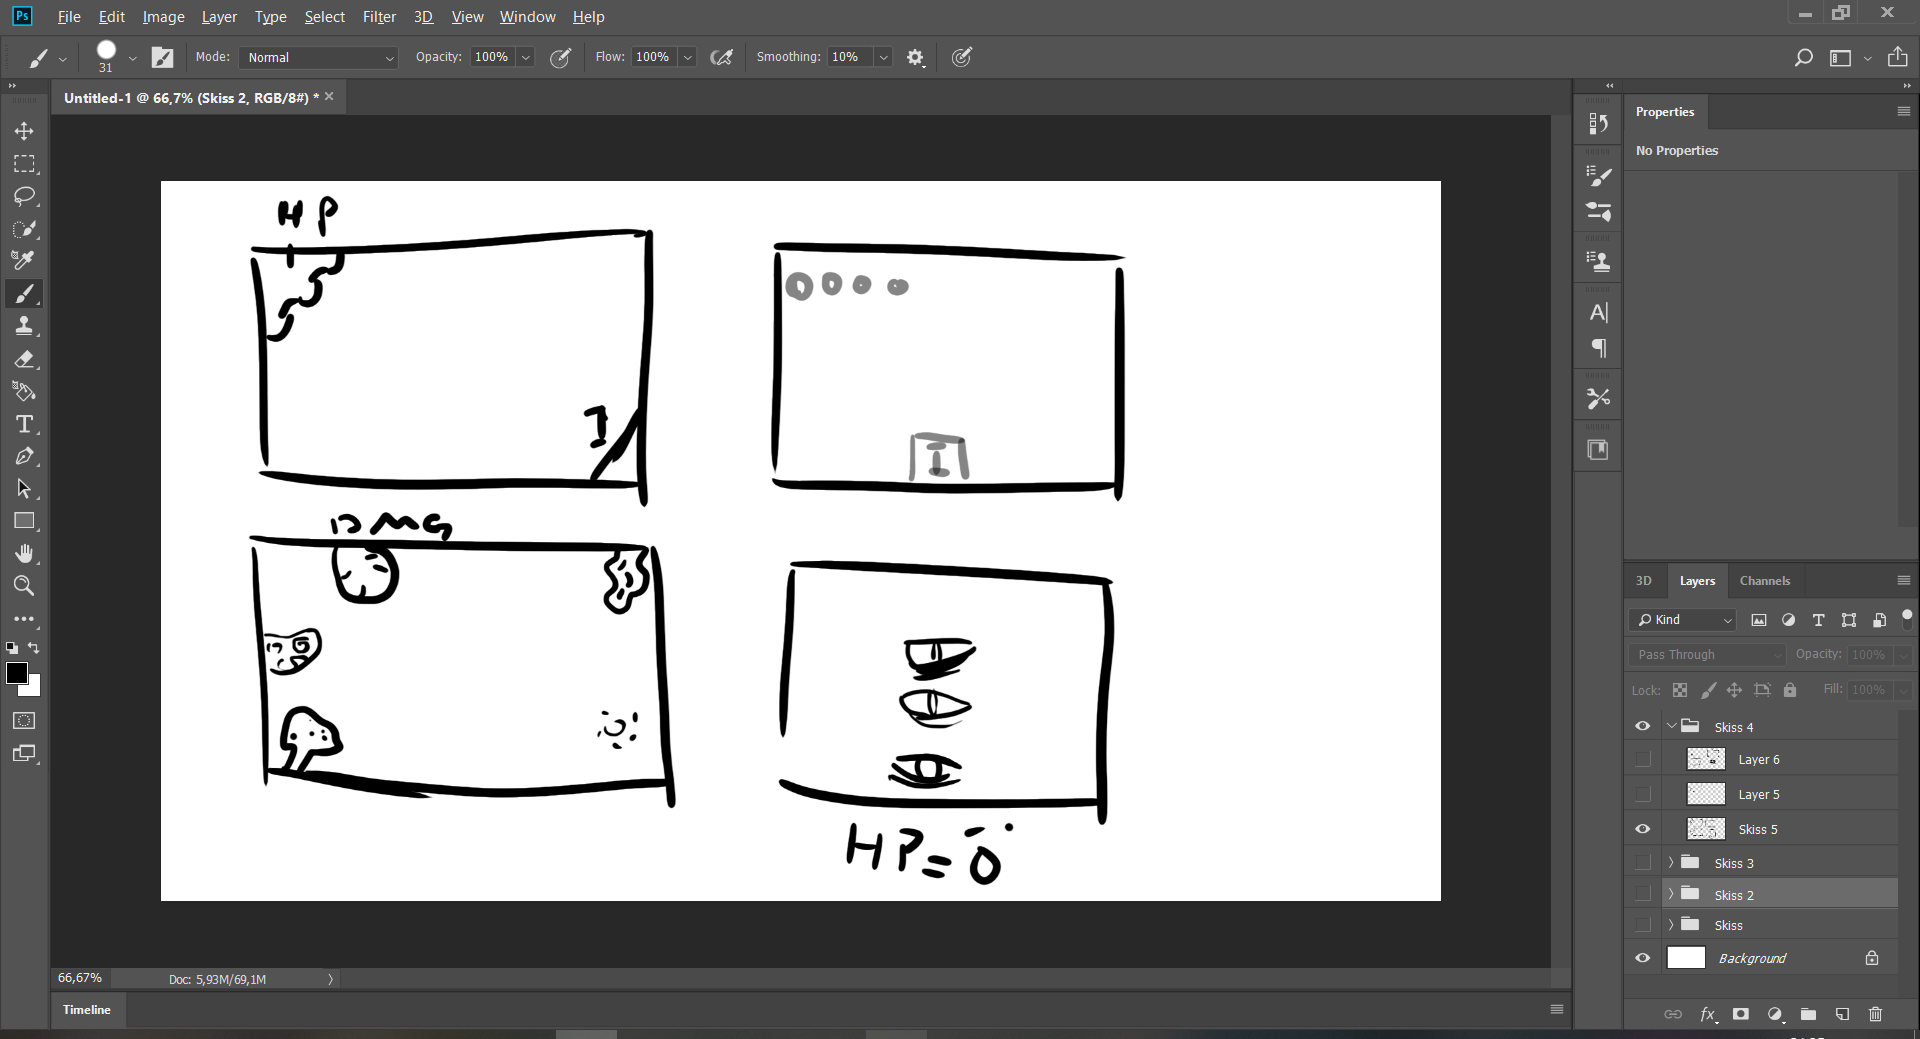 Ps File Edit Image Layer Type Select Filter 3D View Window Help
31 Mode: Normal Opacity: 100% Flow: 100% Smoothing: 10%
Untitled-1 @ 66,7% (Skiss 2, RGB/8#) * ×
Properties
No Properties
HP
I
I
DMG
HP=0
3D Layers Channels
Kind
Pass Through Opacity: 100%
Lock: Fill: 100%
Skiss 4
Layer 6
Layer 5
Skiss 5
Skiss 3
Skiss 2
Skiss
Background
fx
66,67% Doc: 5,93M/69,1M
Timeline